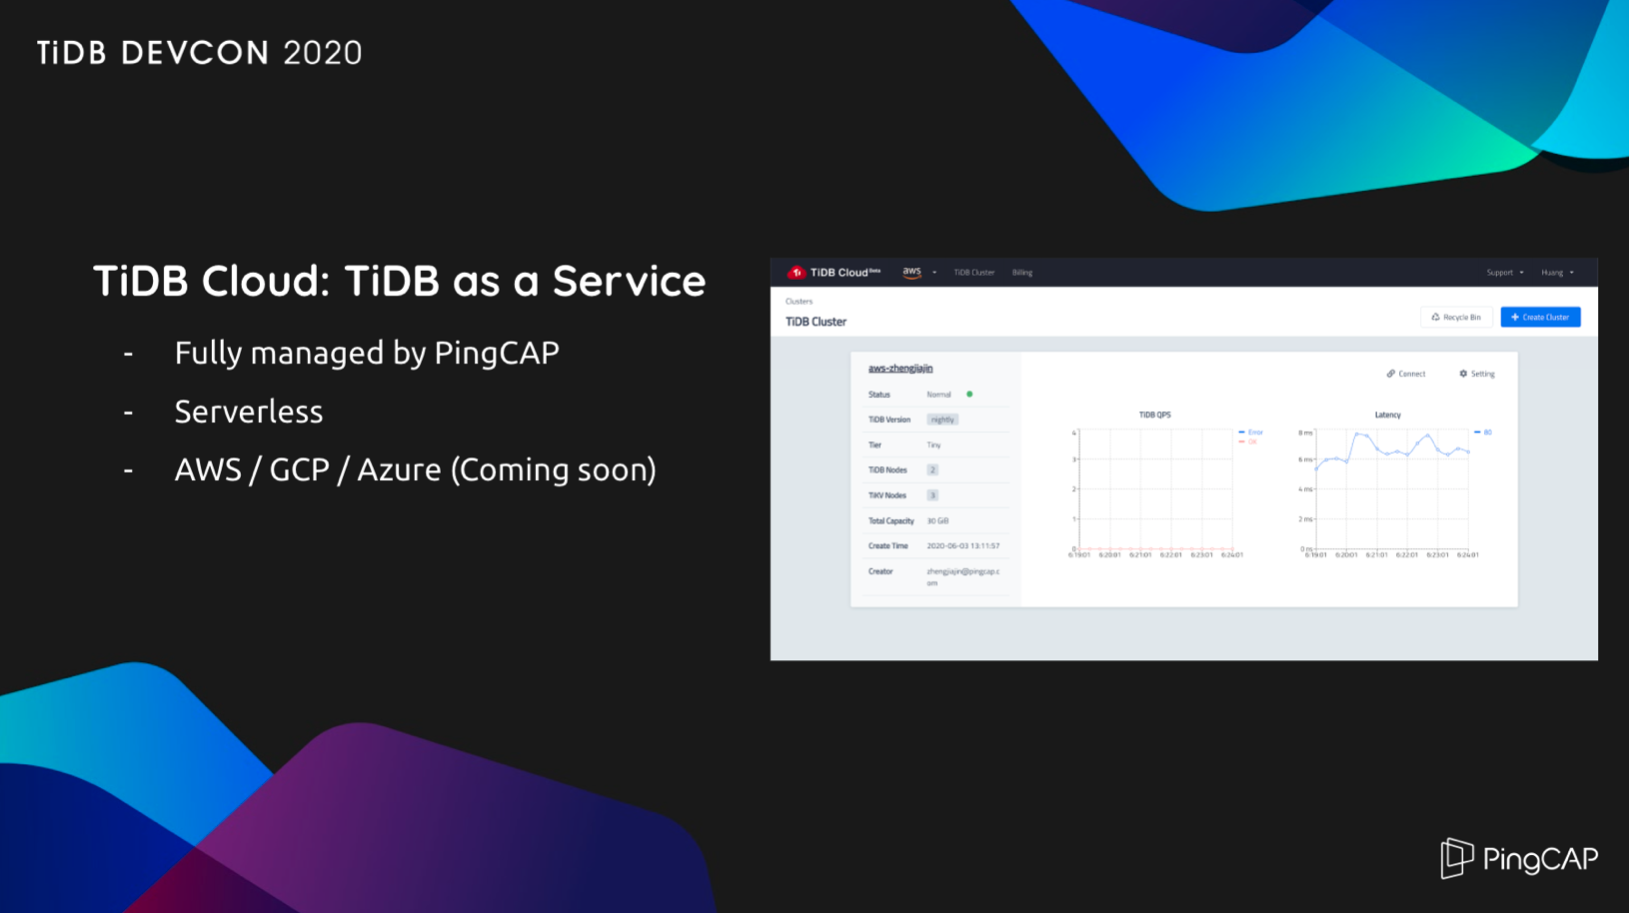 TiDB DEVCON 2020
TiDB Cloud: TiDB as a Service
- Fully managed by PingCAP
- Serverless
- AWS / GCP / Azure (Coming soon)
TiDB Cloud Beta aws TiDB Cluster Billing Support Huang
Clusters
TiDB Cluster
Recycle Bin
+ Create Cluster
aws-zhengjiajin
Status Normal
TiDB Version nightly
Tier Tiny
TiDB Nodes 2
TiKV Nodes 3
Total Capacity 30 GiB
Create Time 2020-06-03 13:11:57
Creator zhengjiajin@pingcap.c
om
Connect Setting
TiDB QPS
Error
OK
4
3
2
1
0
6:19:01 6:20:01 6:21:01 6:22:01 6:23:01 6:24:01
Latency
80
8 ms
6 ms
4 ms
2 ms
0 ms
6:19:01 6:20:01 6:21:01 6:22:01 6:23:01 6:24:01
PingCAP